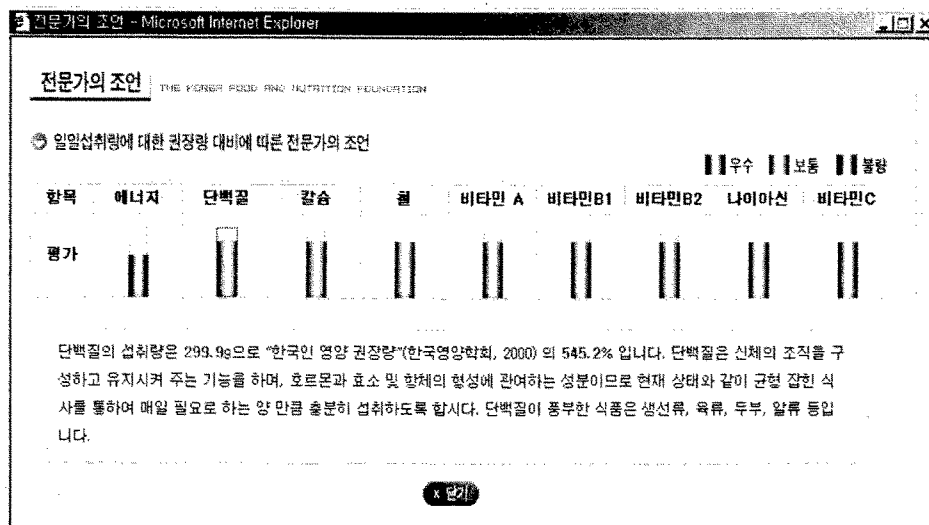 전문가의 조언 - Microsoft Internet Explorer
전문가의 조언 THE KOREA FOOD AND NUTRITION FOUNDATION
일일섭취량에 대한 권장량 대비에 따른 전문가의 조언
우수 보통 불량
항목 에너지 단백질 칼슘 철 비타민 A 비타민B1 비타민B2 나이아신 비타민C
평가
단백질의 섭취량은 299.9g으로 "한국인 영양 권장량"(한국영양학회, 2000) 의 545.2% 입니다. 단백질은 신체의 조직을 구
성하고 유지시켜 주는 기능을 하며, 호르몬과 효소 및 항체의 형성에 관여하는 성분이므로 현재 상태와 같이 균형 잡힌 식
사를 통하여 매일 필요로 하는 양 만큼 충분히 섭취하도록 합시다. 단백질이 풍부한 식품은 생선류, 육류, 두부, 알류 등입
니다.
x 닫기